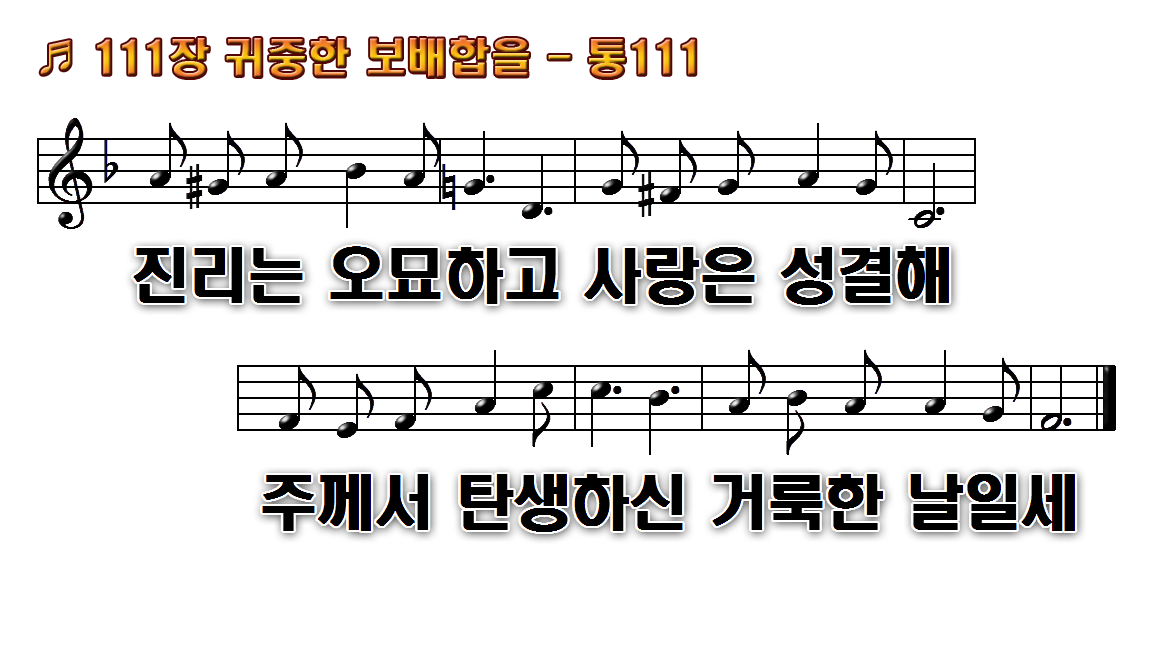 111장 귀중한 보배합을 - 통111
진리는 오묘하고 사랑은 성결해
주께서 탄생하신 거룩한 날일세